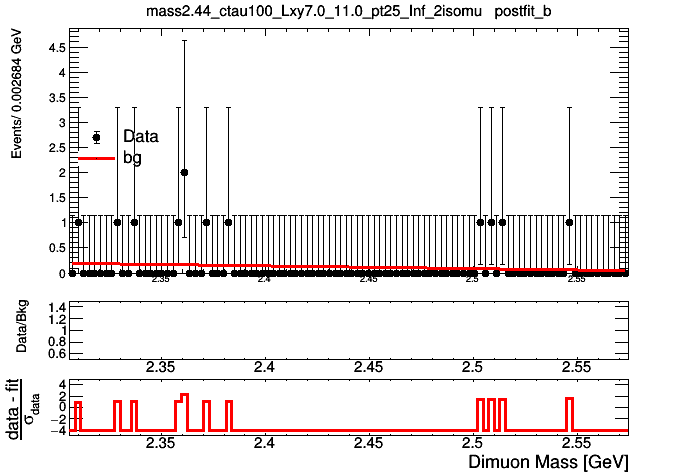 mass2.44_ctau100_Lxy7.0_11.0_pt25_Inf_2isomu postfit_b
Events/ 0.002684 GeV
4.5
4
3.5
3
2.5
2
1.5
1
0.5
0
Data
bg
2.35 2.4 2.45 2.5 2.55
Data/Bkg
1.4
1.2
1
0.8
0.6
2.35 2.4 2.45 2.5 2.55
data - fit
σdata
4
2
0
−2
−4
2.35 2.4 2.45 2.5 2.55
Dimuon Mass [GeV]